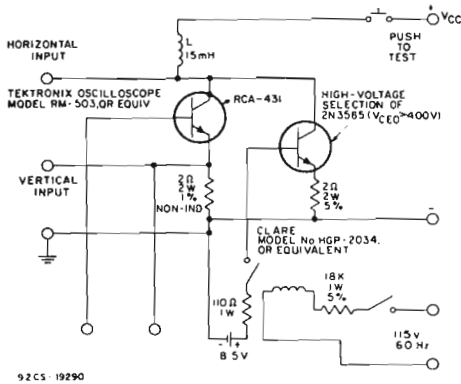 L
15mH
+ VCC
PUSH
TO
TEST
HORIZONTAL
INPUT
TEKTRONIX OSCILLOSCOPE
MODEL RM-503, OR EQUIV
RCA-431
HIGH-VOLTAGE
SELECTION OF
2N3585 (VCEO >400V)
VERTICAL
INPUT
2Ω
2W
1%
NON-IND
2Ω
2W
5%
-
CLARE
MODEL No HGP-2034,
OR EQUIVALENT
110Ω
1W
18K
1W
5%
- +
8 5V
115V
60 Hz
92CS-19290